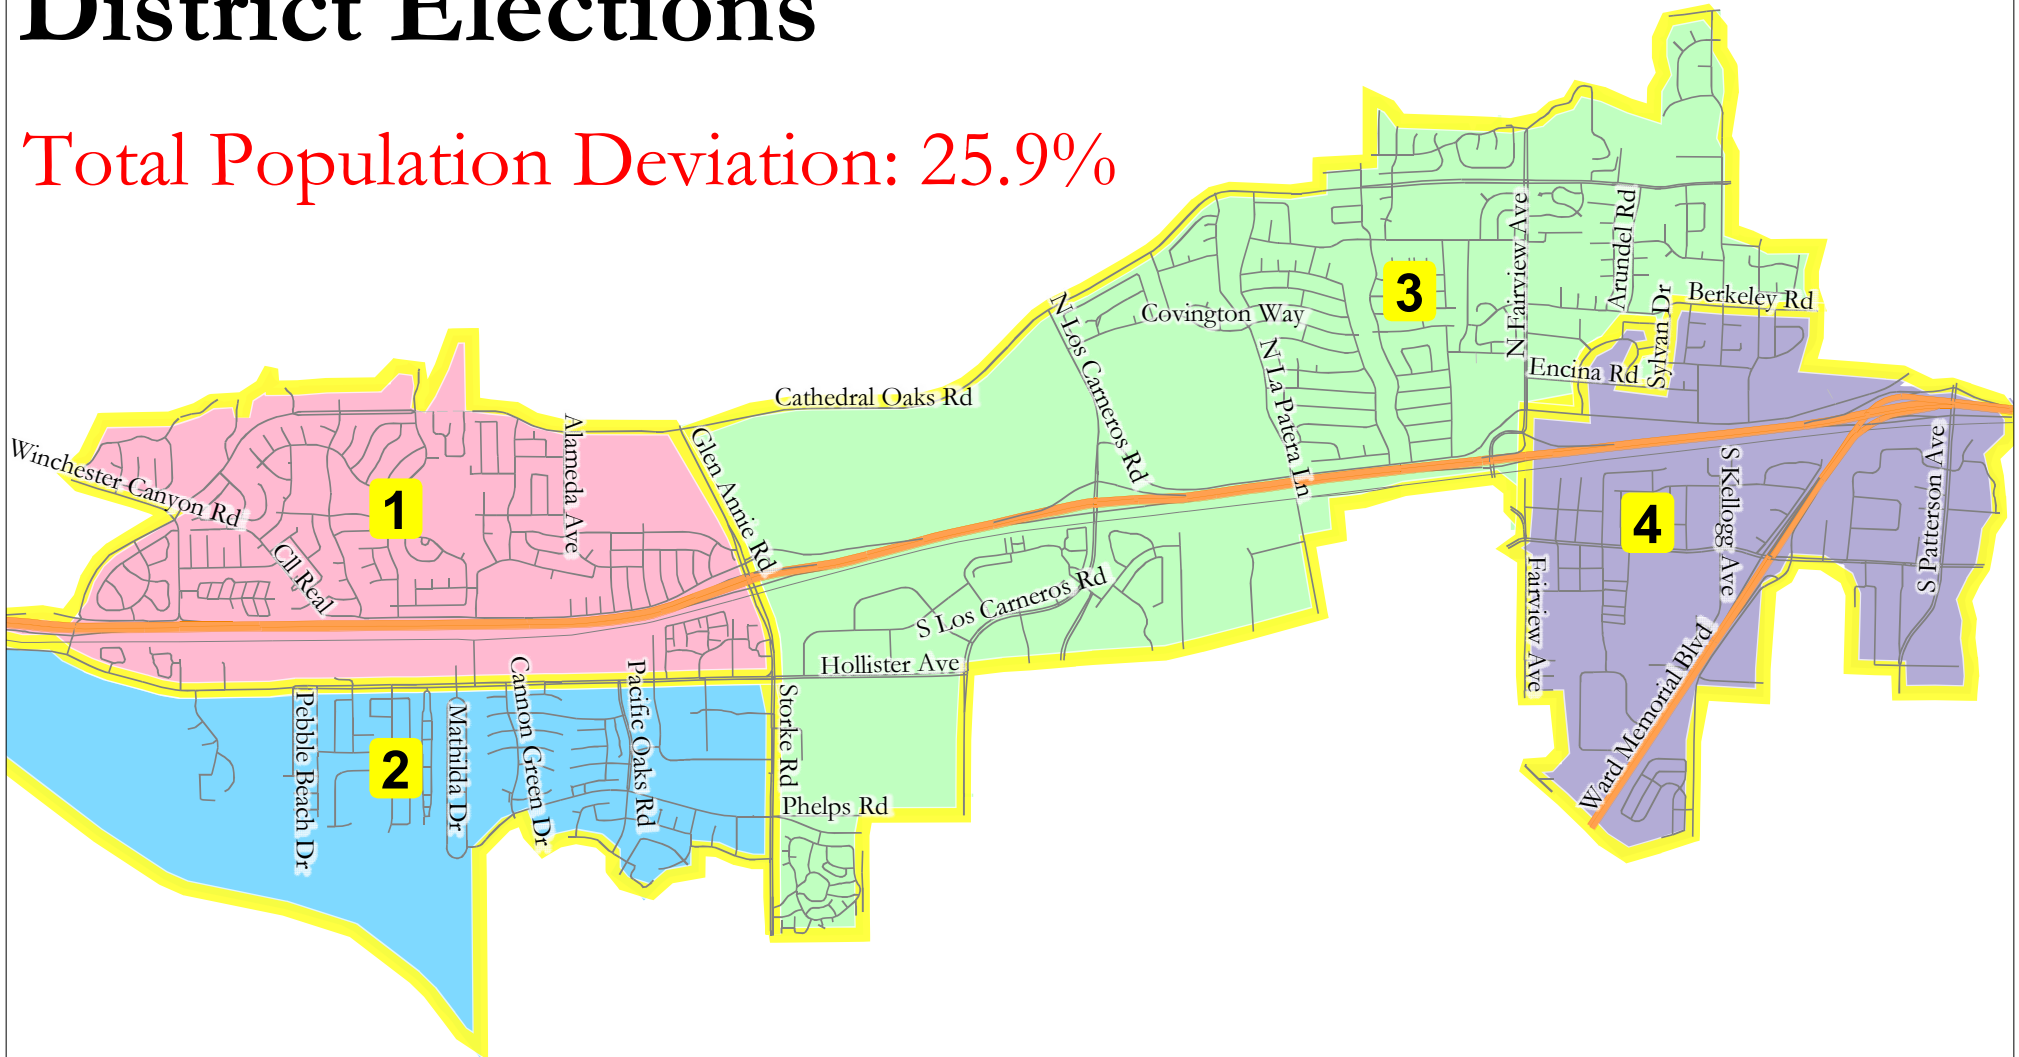 District Elections
Total Population Deviation: 25.9%
N Fairview Ave
Arundel Rd
Sylvan Dr
Berkeley Rd
3
Covington Way
N Los Carneros Rd
N La Patera Ln
Encina Rd
Cathedral Oaks Rd
Winchester Canyon Rd
1
Alameda Ave
Glen Annie Rd
Cll Real
4
S Kellogg Ave
S Patterson Ave
Fairview Ave
Ward Memorial Blvd
S Los Carneros Rd
Hollister Ave
2
Pebble Beach Dr
Mathilda Dr
Cannon Green Dr
Pacific Oaks Rd
Storke Rd
Phelps Rd